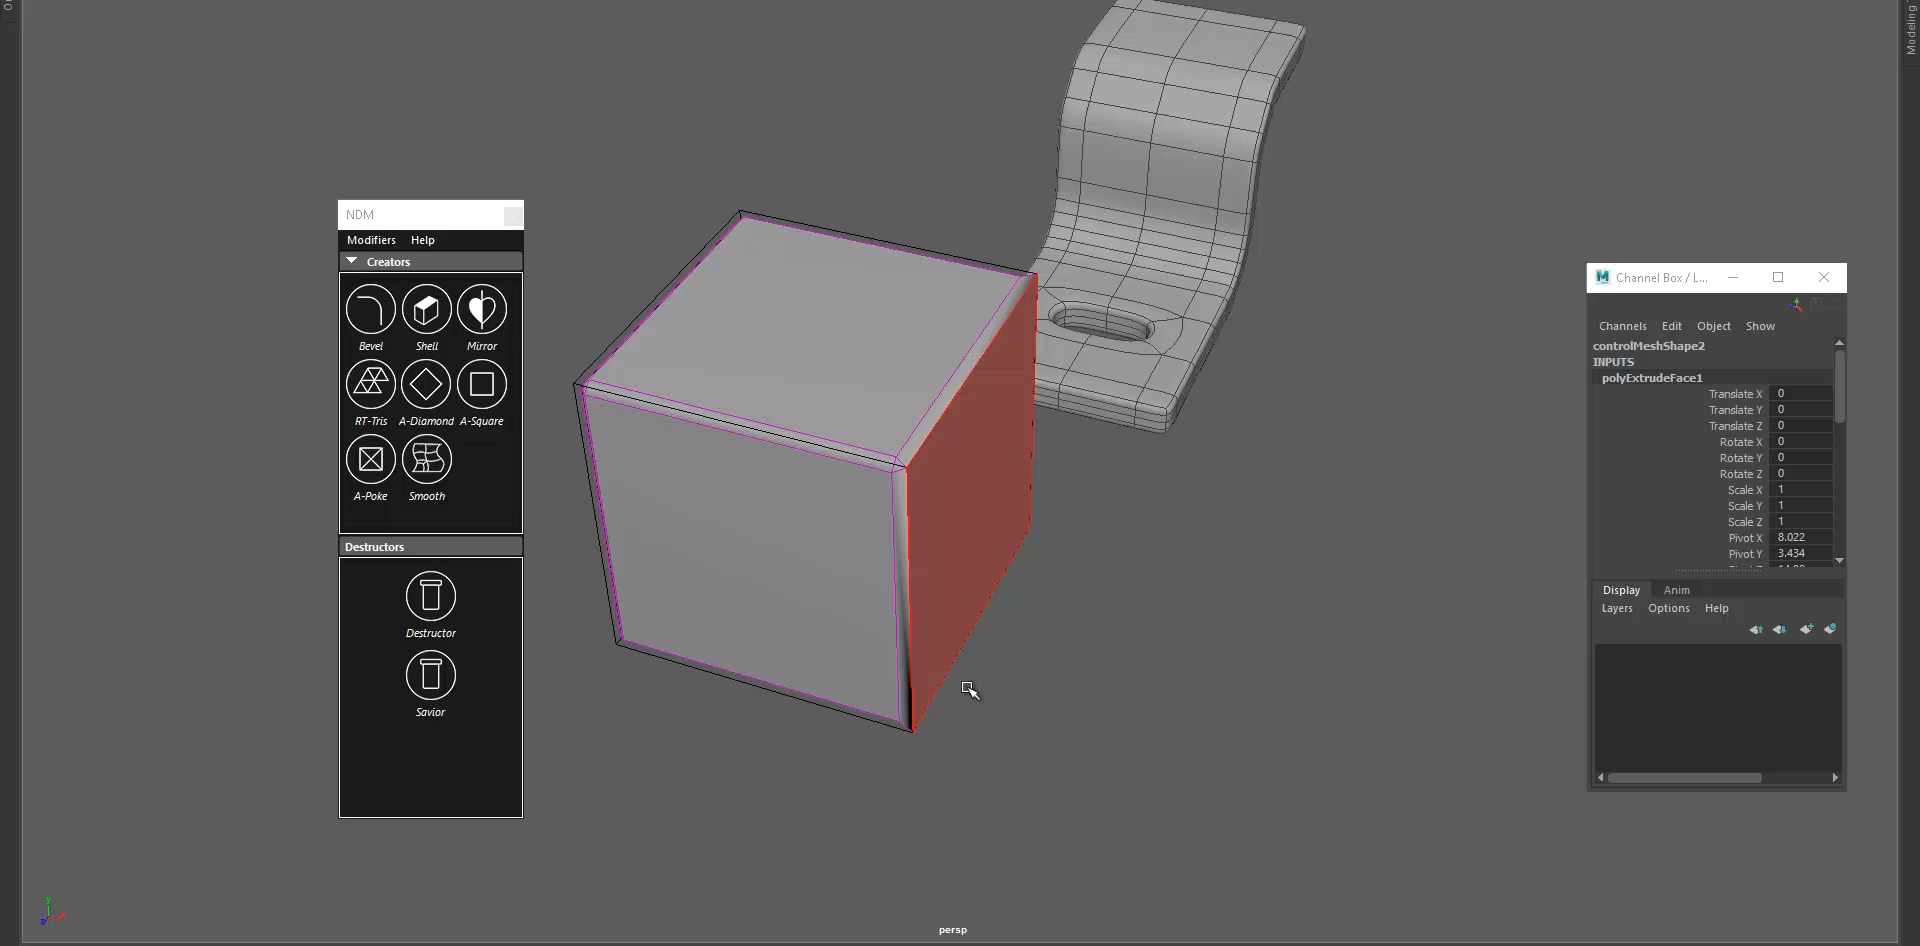 NDM
Modifiers Help
Creators
Bevel Shell Mirror
RT-Tris A-Diamond A-Square
A-Poke Smooth
Destructors
Destructor
Savior
persp
Modeling
M Channel Box / L...
Channels Edit Object Show
controlMeshShape2
INPUTS
polyExtrudeFace1
Translate X 0
Translate Y 0
Translate Z 0
Rotate X 0
Rotate Y 0
Rotate Z 0
Scale X 1
Scale Y 1
Scale Z 1
Pivot X 8.022
Pivot Y 3.434
Display Anim
Layers Options Help
y
x
z